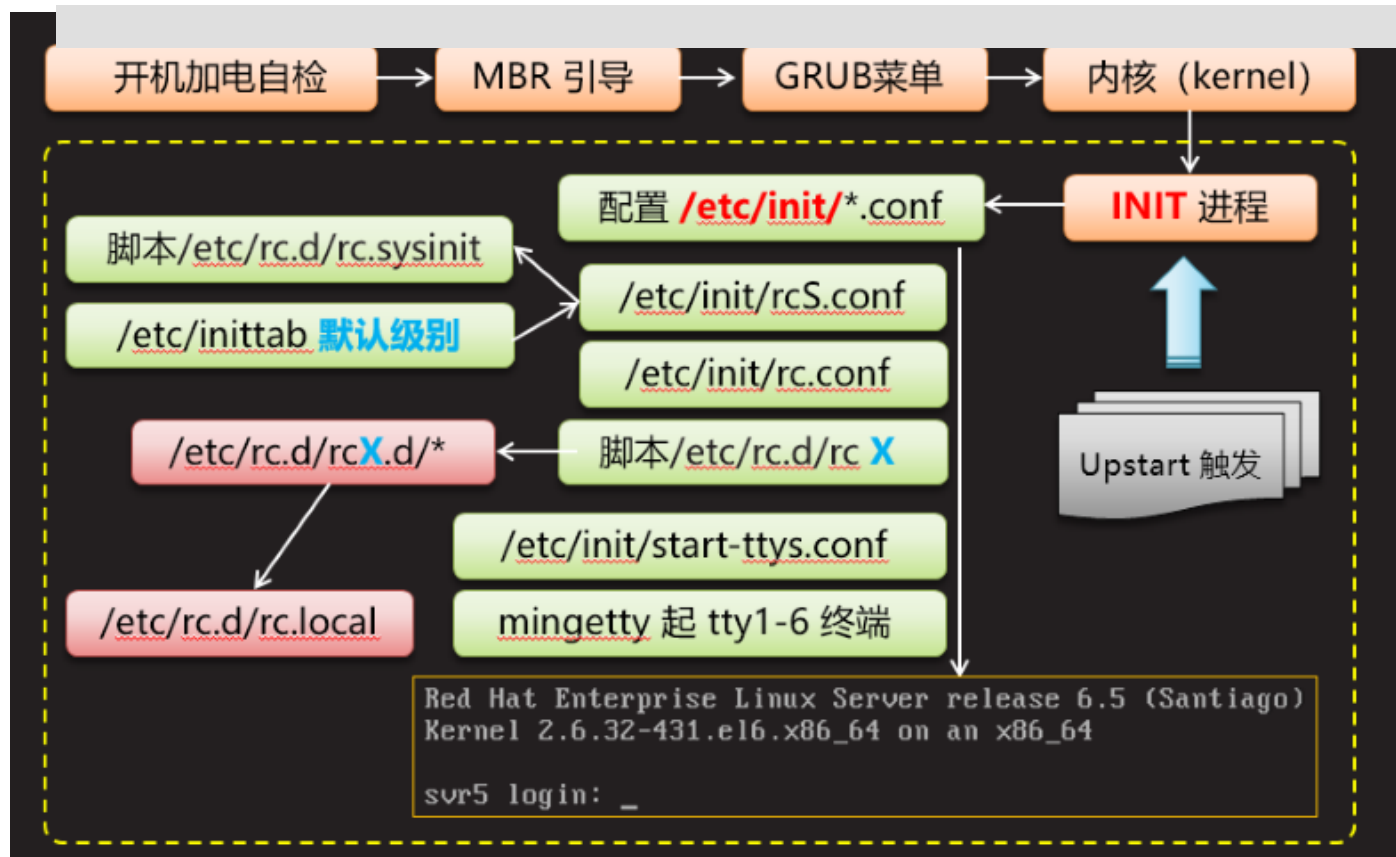 开机加电自检
MBR 引导
GRUB菜单
内核（kernel）
INIT 进程
配置 /etc/init/*.conf
脚本/etc/rc.d/rc.sysinit
/etc/init/rcS.conf
/etc/inittab 默认级别
/etc/init/rc.conf
脚本/etc/rc.d/rc X
/etc/rc.d/rcX.d/*
Upstart 触发
/etc/init/start-ttys.conf
/etc/rc.d/rc.local
mingetty 起 tty1-6 终端
Red Hat Enterprise Linux Server release 6.5 (Santiago)
Kernel 2.6.32-431.el6.x86_64 on an x86_64
svr5 login: _